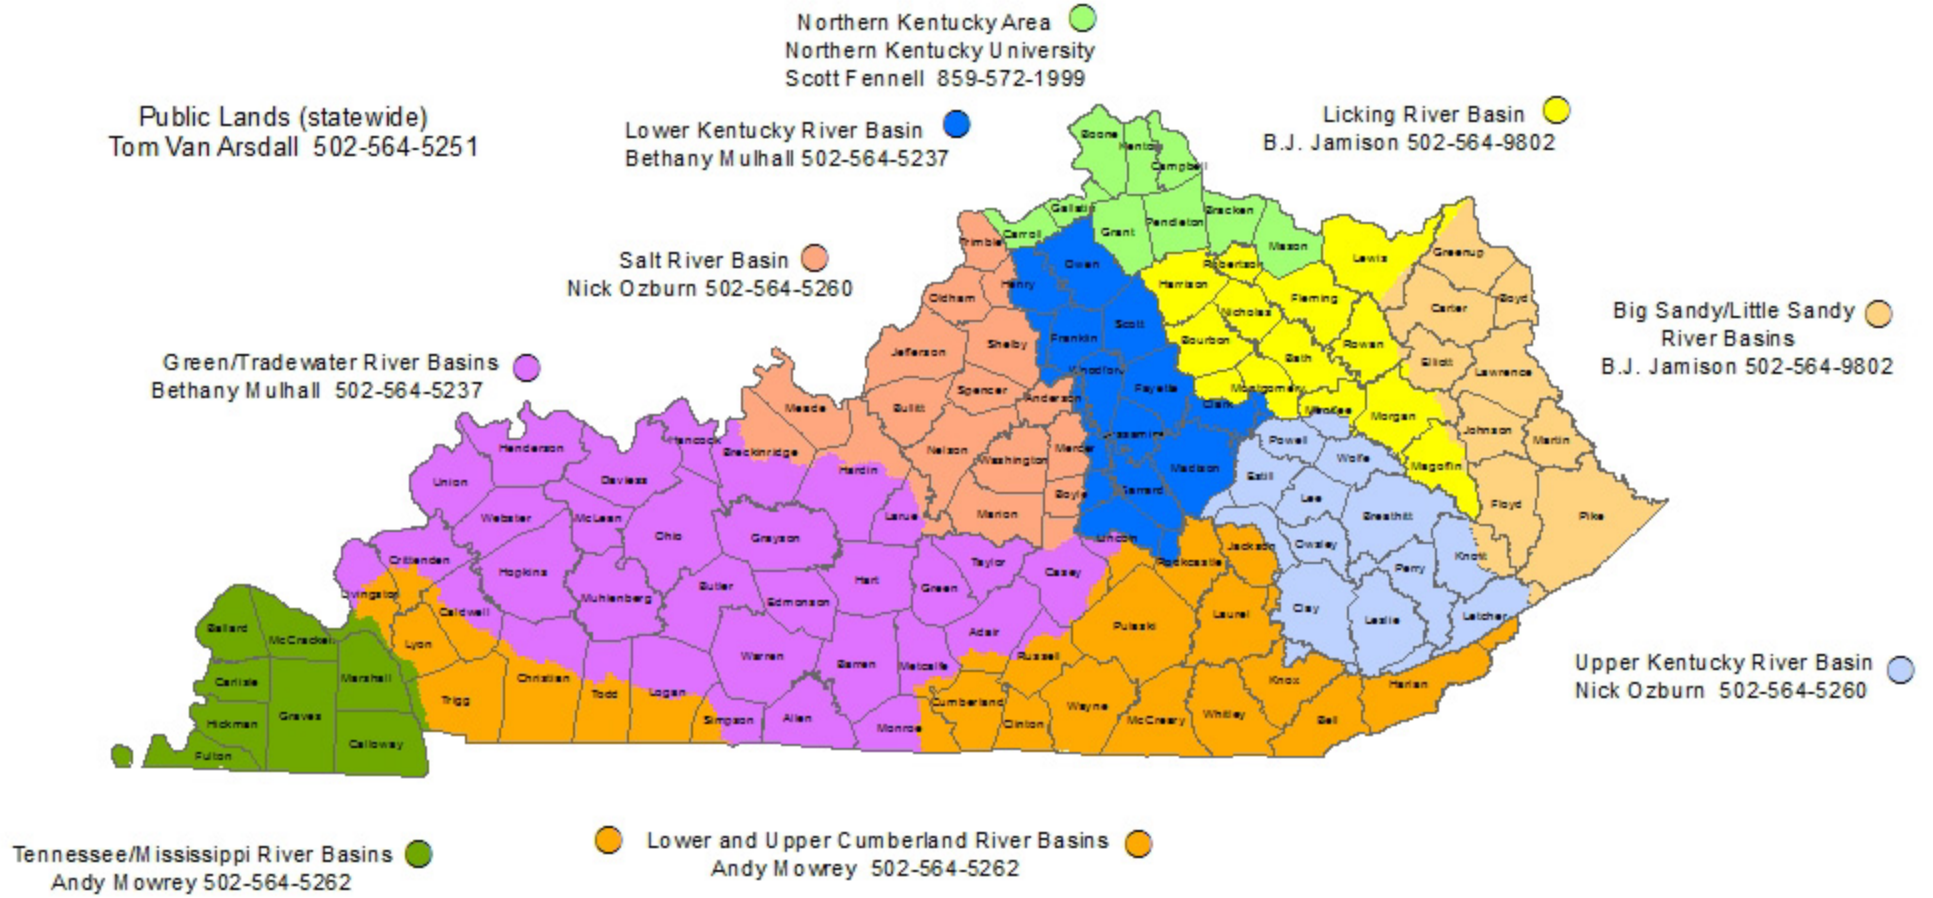 Northern Kentucky Area
Northern Kentucky University
Scott Fennell 859-572-1999
Public Lands (statewide)
Tom Van Arsdall 502-564-5251
Lower Kentucky River Basin
Bethany Mulhall 502-564-5237
Licking River Basin
B.J. Jamison 502-564-9802
Salt River Basin
Nick Ozburn 502-564-5260
Big Sandy/Little Sandy
River Basins
B.J. Jamison 502-564-9802
Green/Tradewater River Basins
Bethany Mulhall 502-564-5237
Upper Kentucky River Basin
Nick Ozburn 502-564-5260
Tennessee/Mississippi River Basins
Andy Mowrey 502-564-5262
Lower and Upper Cumberland River Basins
Andy Mowrey 502-564-5262
Boone
Kenton
Campbell
Gallatin
Carrol
Grant
Pendleton
Bracken
Mason
Lewis
Greenup
Trimble
Owen
Robertson
Henry
Harrison
Fleming
Carter
Boyd
Oldham
Nicholas
Scott
Franklin
Shelby
Jefferson
Bourbon
Rowan
Bath
Elliott
Lawrence
Woodford
Fayette
Montgomery
Spencer
Anderson
Clark
Menifee
Morgan
Meade
Bullitt
Johnson
Martin
Powell
Hancock
Henderson
Breckinridge
Nelson
Washington
Mercer
Jessamine
Madison
Wolfe
Magoffin
Hardin
Union
Daviess
Estill
Lee
Boyle
Garrard
Floyd
Pike
Webster
McLean
Larue
Marion
Breathitt
Ohio
Grayson
Lincoln
Jackson
Owsley
Knott
Crittenden
Hopkins
Taylor
Casey
Rockcastle
Perry
Butler
Hart
Green
Livingston
Muhlenberg
Edmonson
Caldwell
Clay
Laurel
Leslie
Letcher
Ballard
McCracken
Lyon
Adair
Pulaski
Warren
Barren
Metcalfe
Russell
Carlisle
Marshall
Christian
Todd
Logan
Knox
Harlan
Trigg
Cumberland
Wayne
Hickman
Graves
Simpson
Allen
Monroe
Clinton
McCreary
Whitley
Bell
Calloway
Fulton